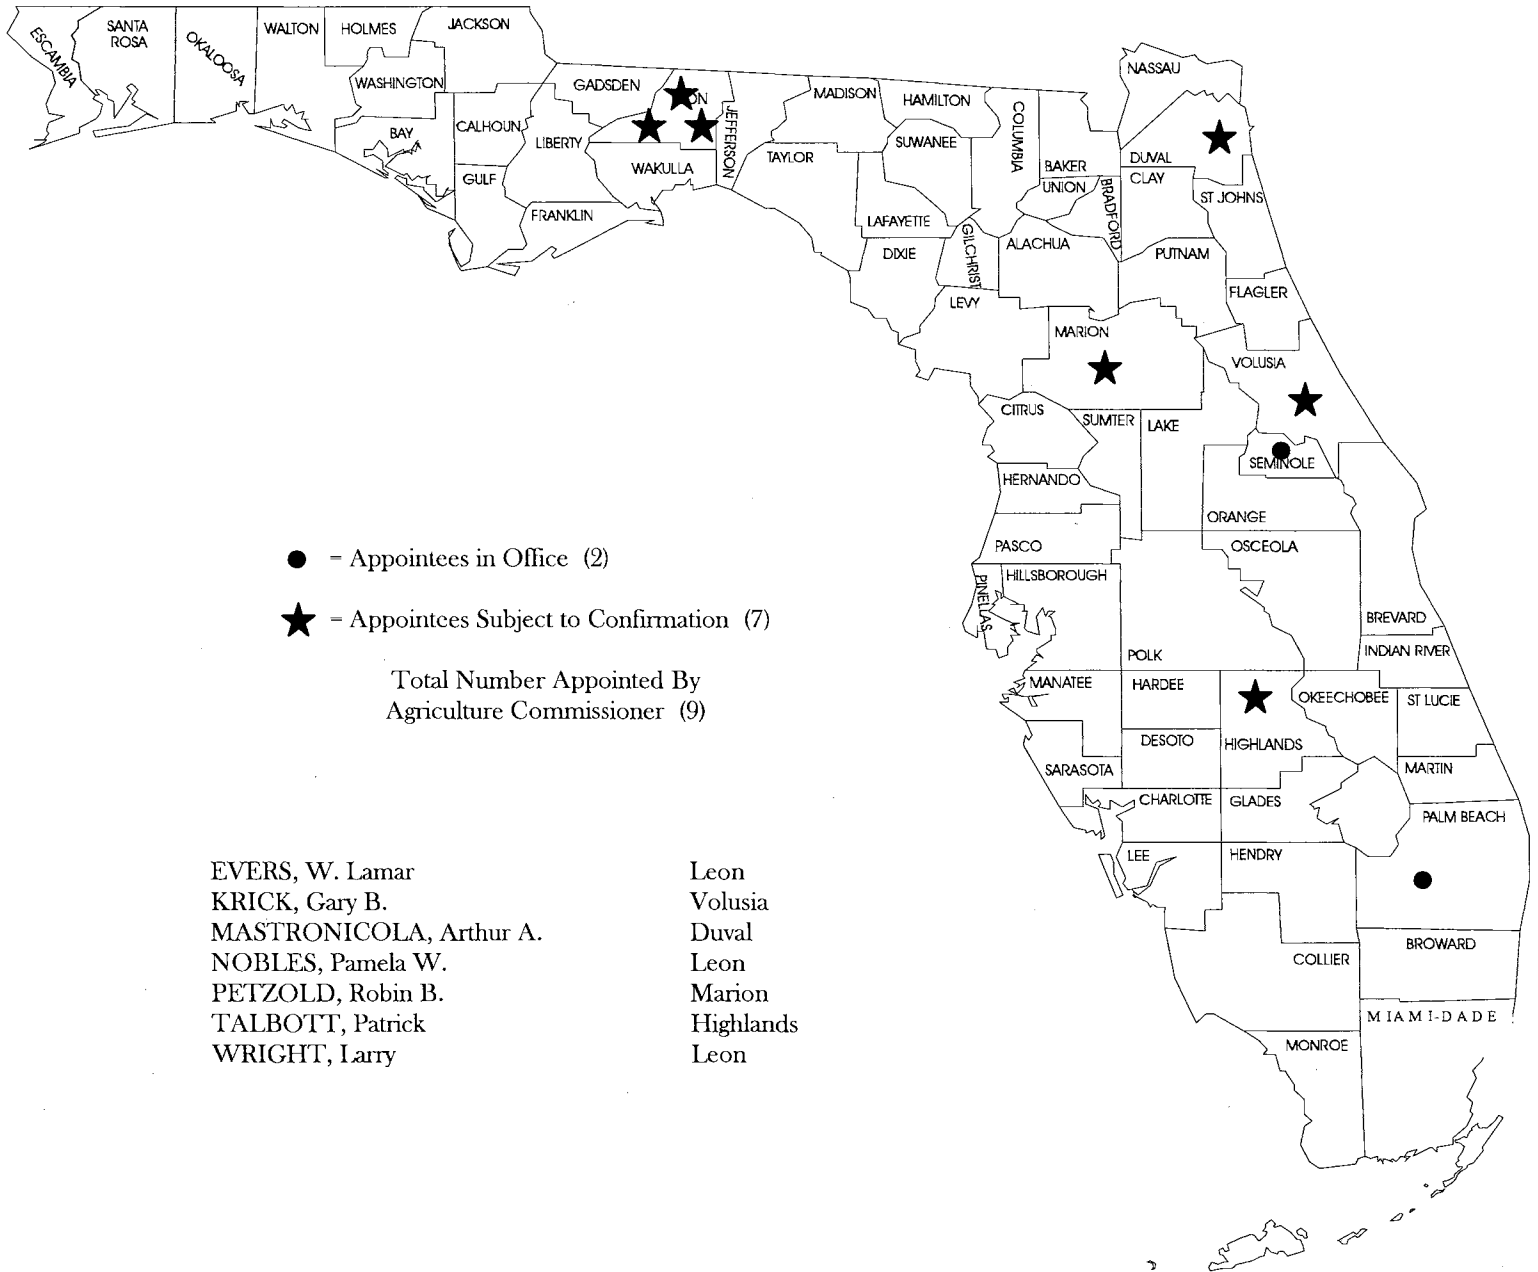 ESCAMBIA
SANTA
ROSA
OKALOOSA
WALTON
HOLMES
JACKSON
WASHINGTON
BAY
CALHOUN
GULF
GADSDEN
LIBERTY
FRANKLIN
ON
WAKULLA
JEFFERSON
MADISON
TAYLOR
HAMILTON
SUWANEE
LAFAYETTE
DIXIE
COLUMBIA
GILCHRIST
BAKER
UNION
BRADFORD
ALACHUA
LEVY
NASSAU
DUVAL
CLAY
ST JOHNS
PUTNAM
FLAGLER
MARION
VOLUSIA
CITRUS
SUMTER
LAKE
SEMINOLE
HERNANDO
ORANGE
PASCO
OSCEOLA
HILLSBOROUGH
PINELLAS
BREVARD
POLK
INDIAN RIVER
MANATEE
HARDEE
OKEECHOBEE
ST LUCIE
DESOTO
HIGHLANDS
SARASOTA
MARTIN
CHARLOTTE
GLADES
PALM BEACH
LEE
HENDRY
BROWARD
COLLIER
MIAMI-DADE
MONROE
= Appointees in Office (2)
= Appointees Subject to Confirmation (7)
Total Number Appointed By
Agriculture Commissioner (9)
EVERS, W. Lamar Leon
KRICK, Gary B. Volusia
MASTRONICOLA, Arthur A. Duval
NOBLES, Pamela W. Leon
PETZOLD, Robin B. Marion
TALBOTT, Patrick Highlands
WRIGHT, Larry Leon